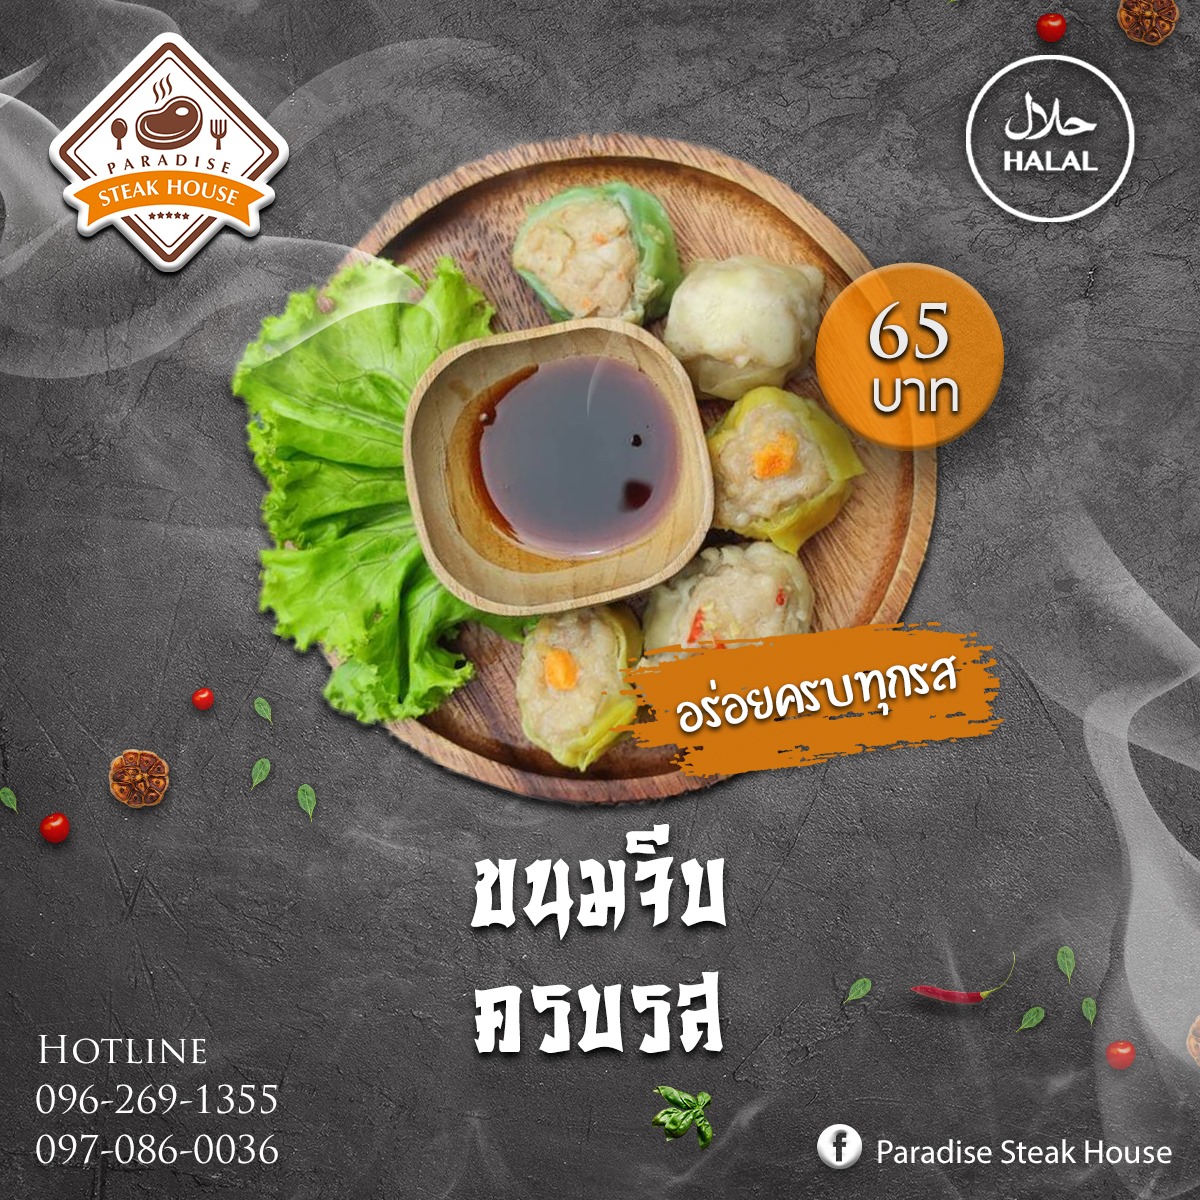 PARADISE
STEAK HOUSE
حلال
HALAL
65
บาท
อร่อยครบทุกรส
ขนมจีบ
ครบรส
HOTLINE
096-269-1355
097-086-0036
f Paradise Steak House